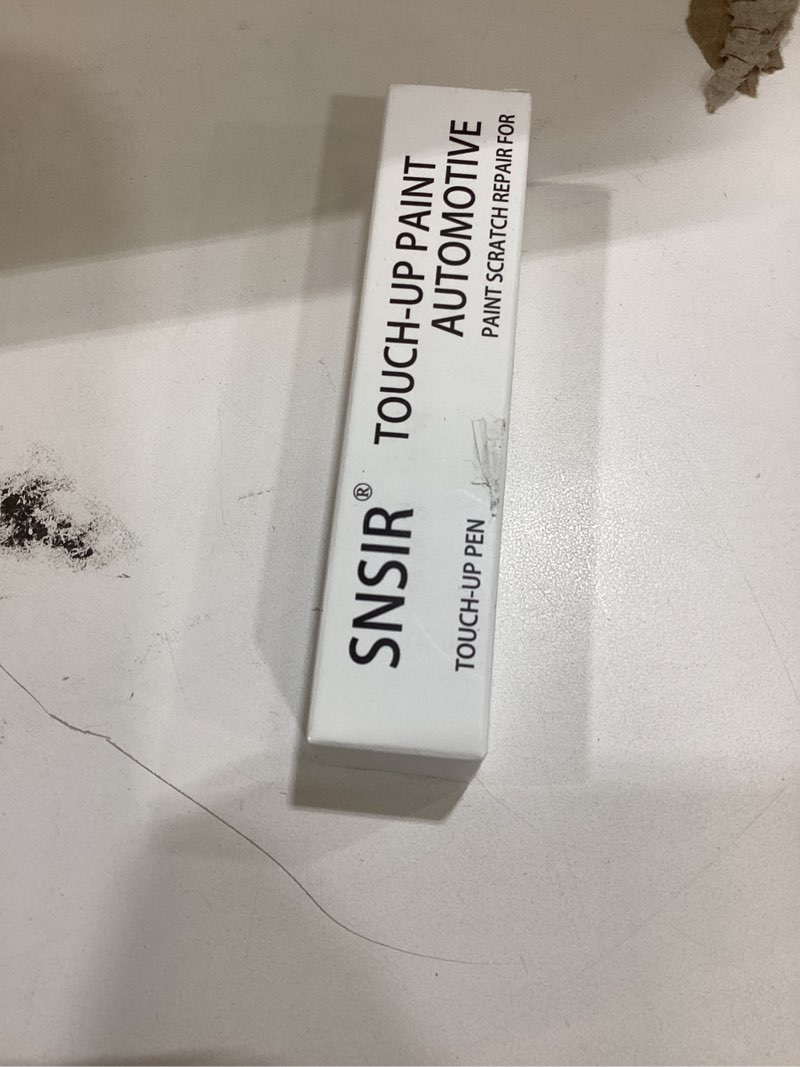 SNSIR®
TOUCH-UP PEN
TOUCH-UP PAINT
AUTOMOTIVE
PAINT SCRATCH REPAIR FOR